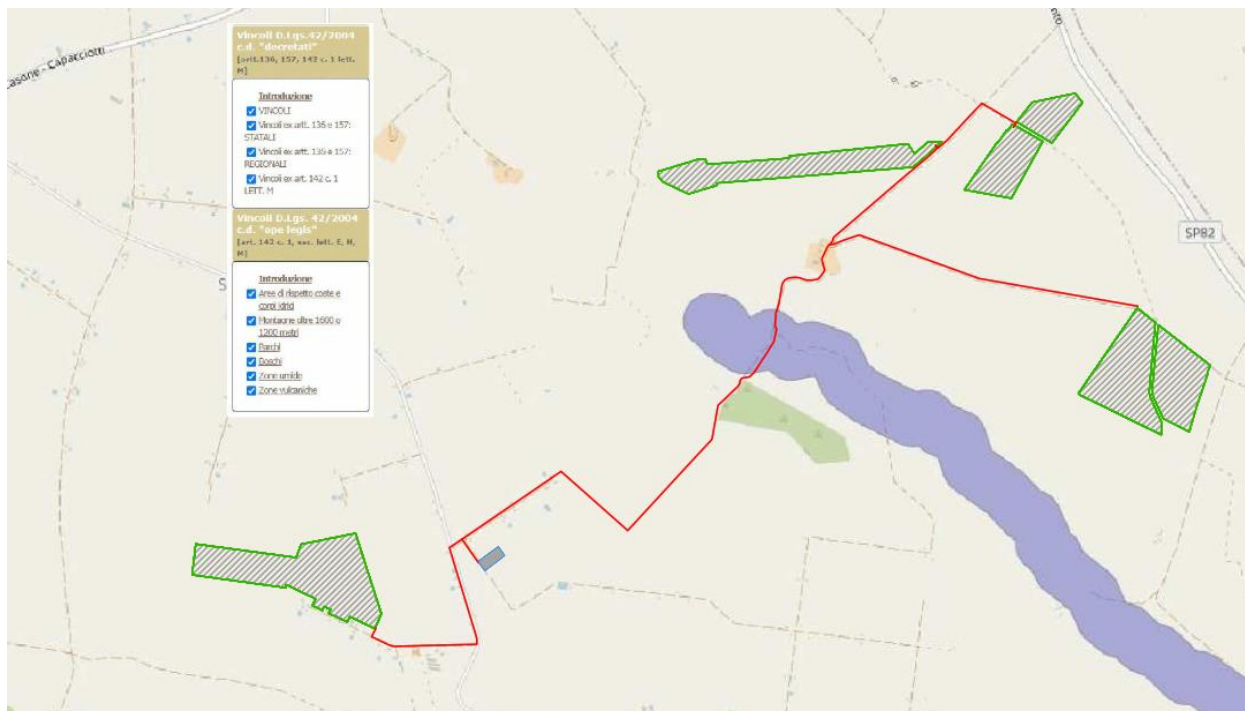 Vincoli D.Lgs.42/2004
c.d. "decretati"
[artt.136, 157, 142 c. 1 lett.
M]
Introduzione
VINCOLI
Vincoli ex artt. 136 e 157:
STATALI
Vincoli ex artt. 136 e 157:
REGIONALI
Vincoli ex art. 142 c. 1
LETT. M
Vincoli D.Lgs. 42/2004
c.d. "ope legis"
[art. 142 c. 1, esc. lett. E, H,
M]
Introduzione
Aree di rispetto coste e
corpi idrici
Montagne oltre 1600 o
1200 metri
Parchi
Boschi
Zone umide
Zone vulcaniche
Casone - Capacciotti
S
SP82